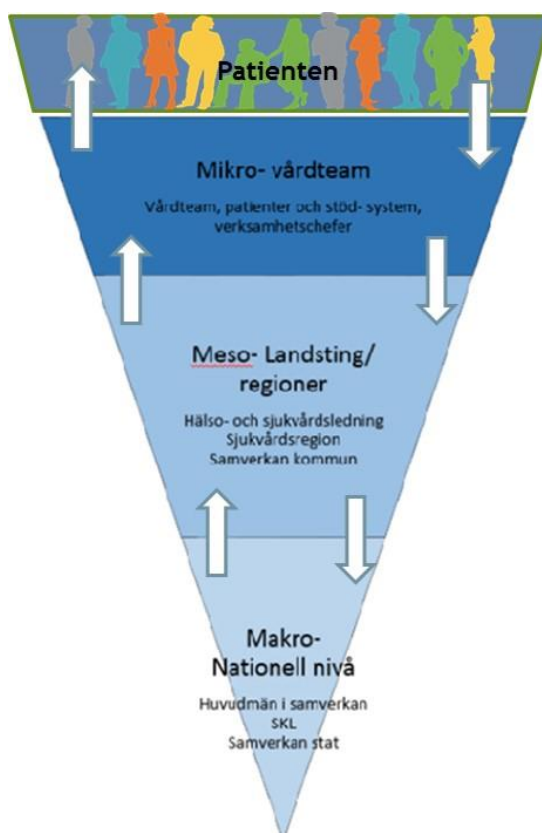 Patienten
Mikro- vårdteam
Vårdteam, patienter och stöd- system,
verksamhetschefer
Meso- Landsting/
regioner
Hälso- och sjukvårdsledning
Sjukvårdsregion
Samverkan kommun
Makro-
Nationell nivå
Huvudmän i samverkan
SKL
Samverkan stat